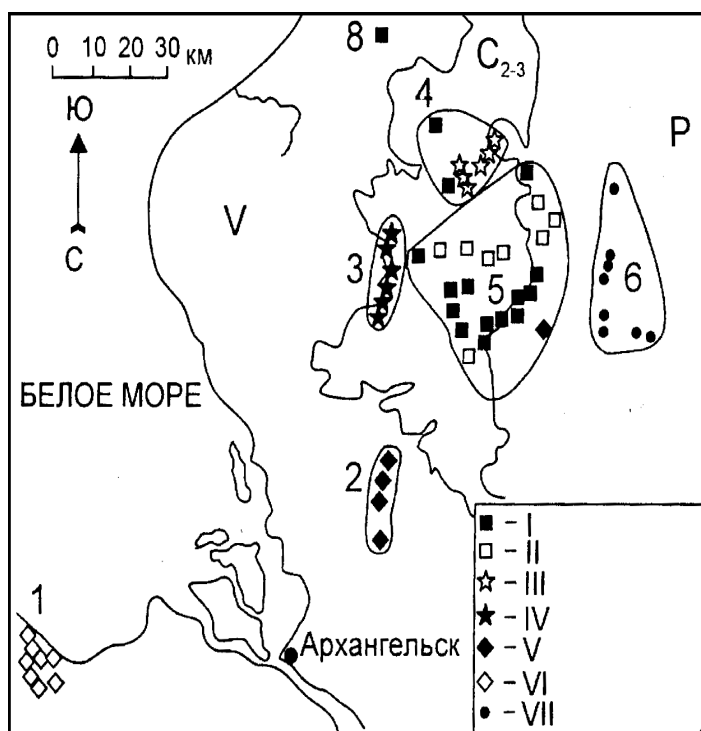 0 10 20 30 км
8
C₂₋₃
4
Ю
P
V
С
3
5
6
БЕЛОЕ МОРЕ
2
1
Архангельск
– I
– II
– III
– IV
– V
– VI
– VII